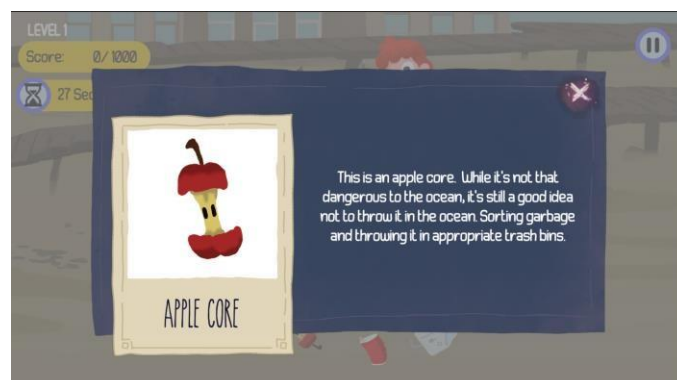 LEVEL 1
Score: 0/1000
27 Sec
This is an apple core. While it's not that
dangerous to the ocean, it's still a good idea
not to throw it in the ocean. Sorting garbage
and throwing it in appropriate trash bins.
APPLE CORE